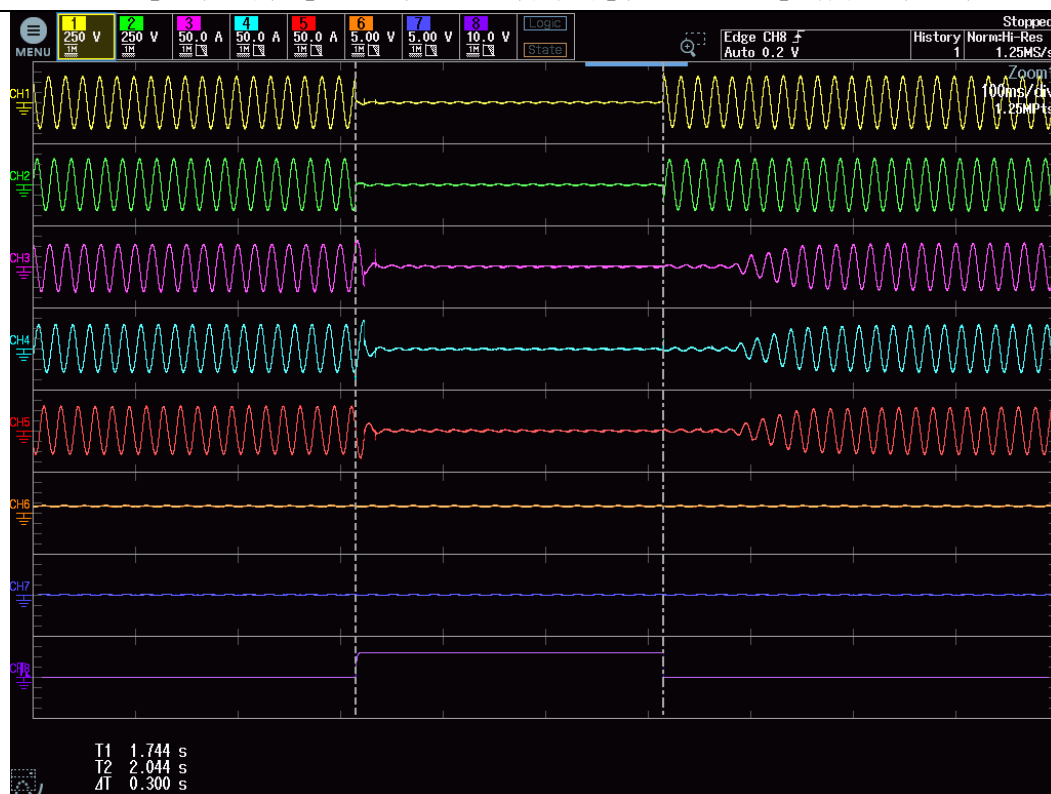 MENU
1 250 V 1M
2 250 V 1M
3 50.0 A 1M
4 50.0 A 1M
5 50.0 A 1M
6 5.00 V 1M
7 5.00 V 1M
8 10.0 V 1M
Logic
State
Edge CH8
Auto 0.2 V
Stopped
History Norm:Hi-Res
1 1.25MS/s
Zoom1
100ms/div
1.25MPts
CH1
CH2
CH3
CH4
CH5
CH6
CH7
CH8
T1 1.744 s
T2 2.044 s
ΔT 0.300 s